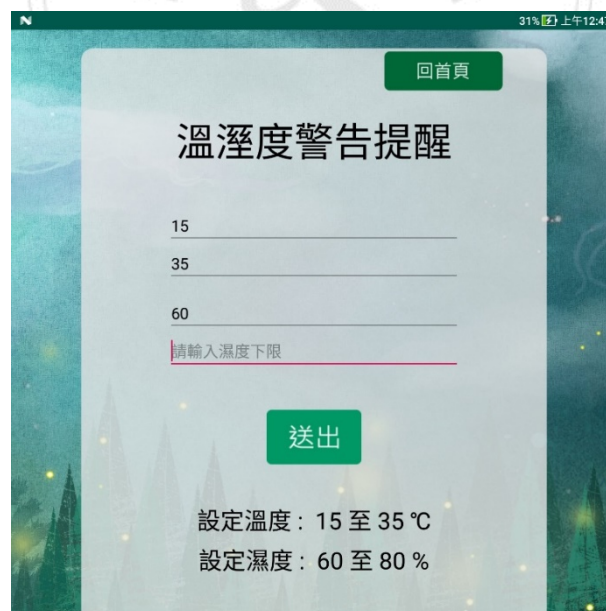 31% 上午12:4
回首頁
溫溼度警告提醒
15
35
60
請輸入濕度下限
送出
設定溫度 : 15 至 35 ℃
設定濕度 : 60 至 80 %